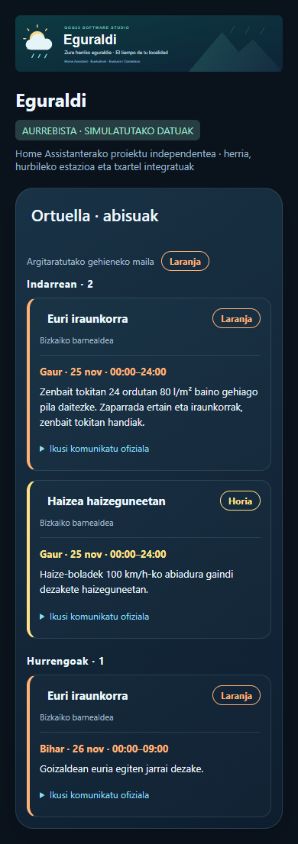 DOGSO SOFTWARE STUDIO
Eguraldi
Zure herriko eguraldia · El tiempo de tu localidad
Home Assistant · Euskalmet · Euskara / Castellano
Eguraldi
AURREBISTA · SIMULATUTAKO DATUAK
Home Assistanterako proiektu independentea · herria,
hurbileko estazioa eta txartel integratuak
Ortuella · abisuak
Argitaratutako gehieneko maila Laranja
Indarrean · 2
Euri iraunkorra Laranja
Bizkaiko barnealdea
Gaur · 25 nov · 00:00–24:00
Zenbait tokitan 24 ordutan 80 l/m² baino gehiago
pila daitezke. Zaparrada ertain eta iraunkorrak,
zenbait tokitan handiak.
▶ Ikusi komunikatu ofiziala
Haizea haizeguneetan Horia
Bizkaiko barnealdea
Gaur · 25 nov · 00:00–24:00
Haize-boladek 100 km/h-ko abiadura gaindi
dezakete haizeguneetan.
▶ Ikusi komunikatu ofiziala
Hurrengoak · 1
Euri iraunkorra Laranja
Bizkaiko barnealdea
Bihar · 26 nov · 00:00–09:00
Goizaldean euria egiten jarrai dezake.
▶ Ikusi komunikatu ofiziala